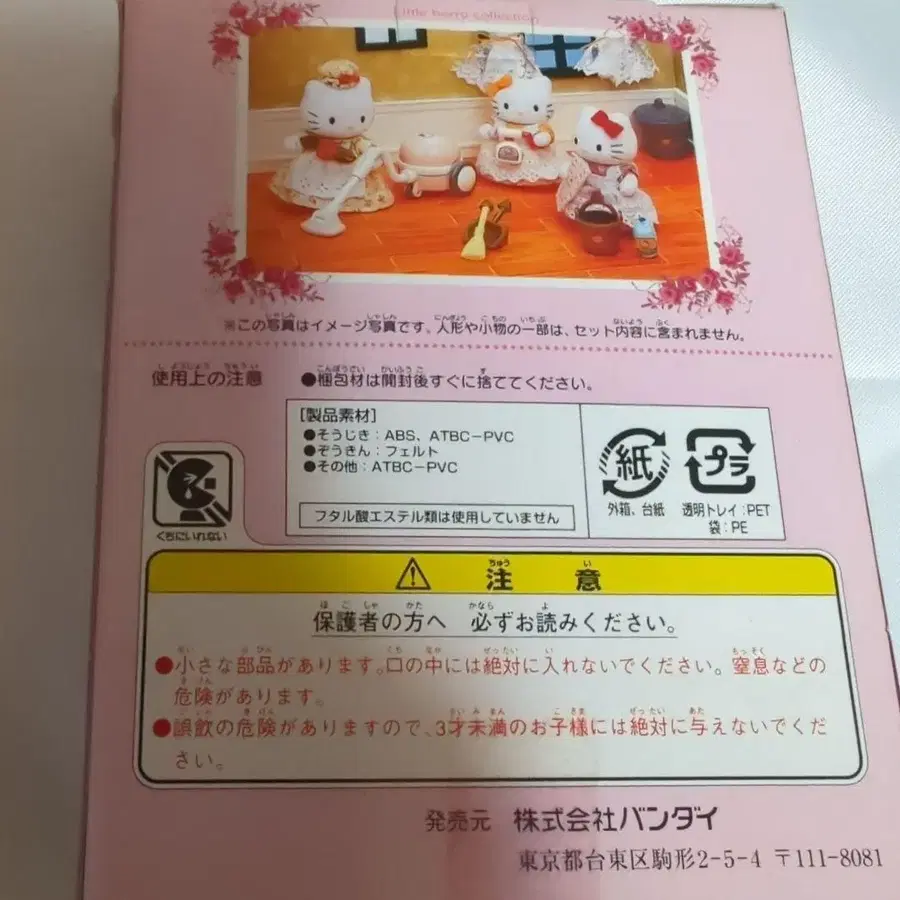 Little berry collection
※この写真はイメージ写真です。人形や小物の一部は、セット内容に含まれません。
使用上の注意
●梱包材は開封後すぐに捨ててください。
[製品素材]
●そうじき:ABS、ATBC-PVC
●ぞうきん:フェルト
●その他:ATBC-PVC
フタル酸エステル類は使用していません
紙
外箱、台紙
プラ
透明トレイ:PET
袋:PE
くちにいれない
注意
保護者の方へ 必ずお読みください。
●小さな部品があります。口の中には絶対に入れないでください。窒息などの
危険があります。
●誤飲の危険がありますので、3才未満のお子様には絶対に与えないでくだ
さい。
発売元 株式会社バンダイ
東京都台東区駒形2-5-4 〒111-8081